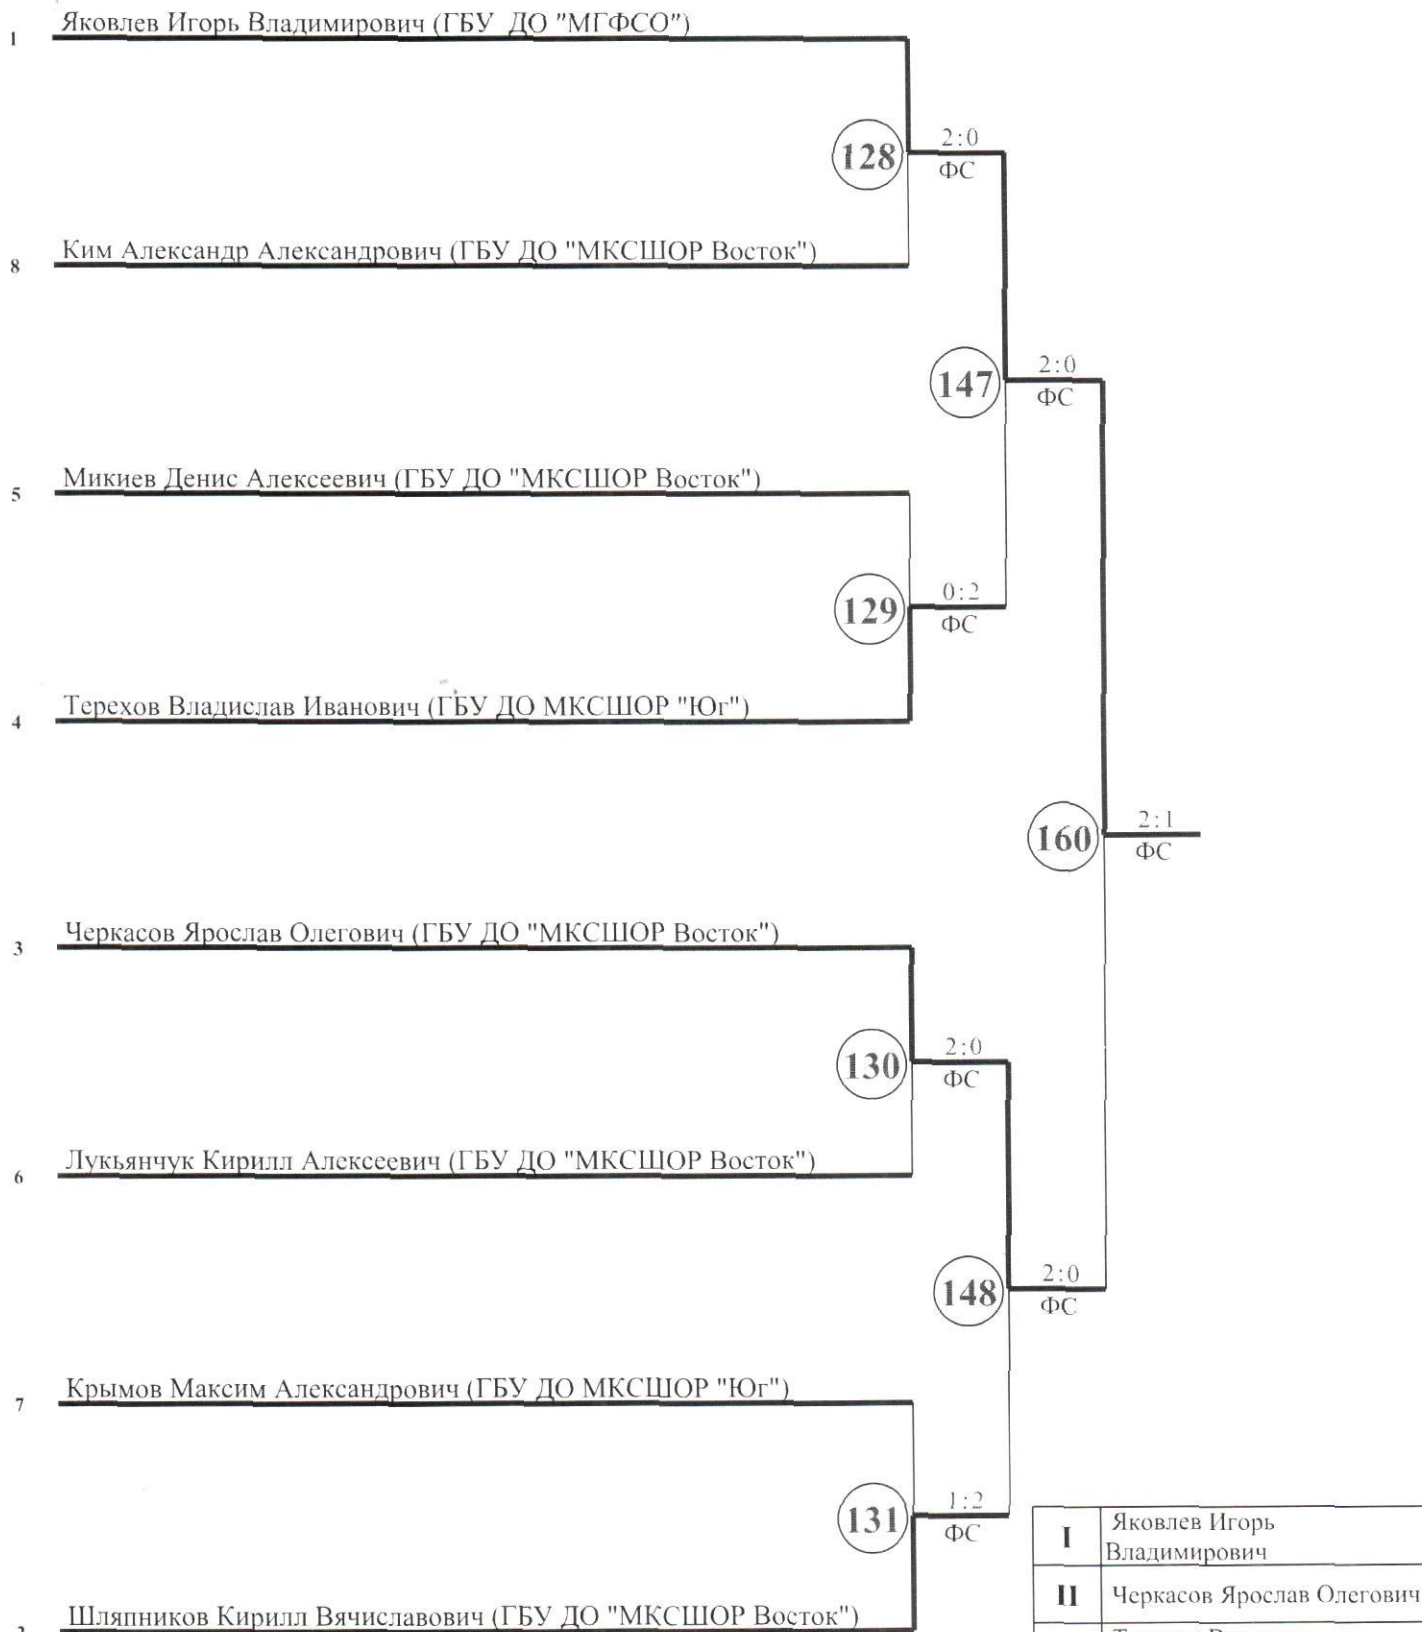 1 Яковлев Игорь Владимирович (ГБУ ДО "МГФСО")
128 2:0
ФС
8 Ким Александр Александрович (ГБУ ДО "МКСШОР Восток")
147 2:0
ФС
5 Микиев Денис Алексеевич (ГБУ ДО "МКСШОР Восток")
129 0:2
ФС
4 Терехов Владислав Иванович (ГБУ ДО МКСШОР "Юг")
160 2:1
ФС
3 Черкасов Ярослав Олегович (ГБУ ДО "МКСШОР Восток")
130 2:0
ФС
6 Лукьянчук Кирилл Алексеевич (ГБУ ДО "МКСШОР Восток")
148 2:0
ФС
7 Крымов Максим Александрович (ГБУ ДО МКСШОР "Юг")
131 1:2
ФС
Шляпников Кирилл Вячиславович (ГБУ ДО "МКСШОР Восток")
I Яковлев Игорь
Владимирович
II Черкасов Ярослав Олегович